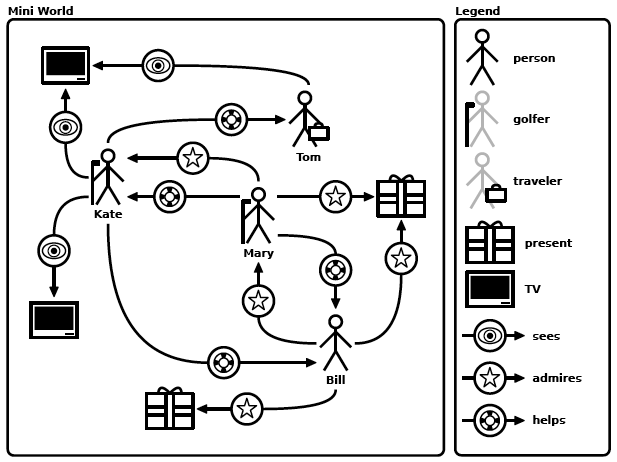 Mini World
Tom
Kate
Mary
Bill
Legend
person
golfer
traveler
present
TV
sees
admires
helps